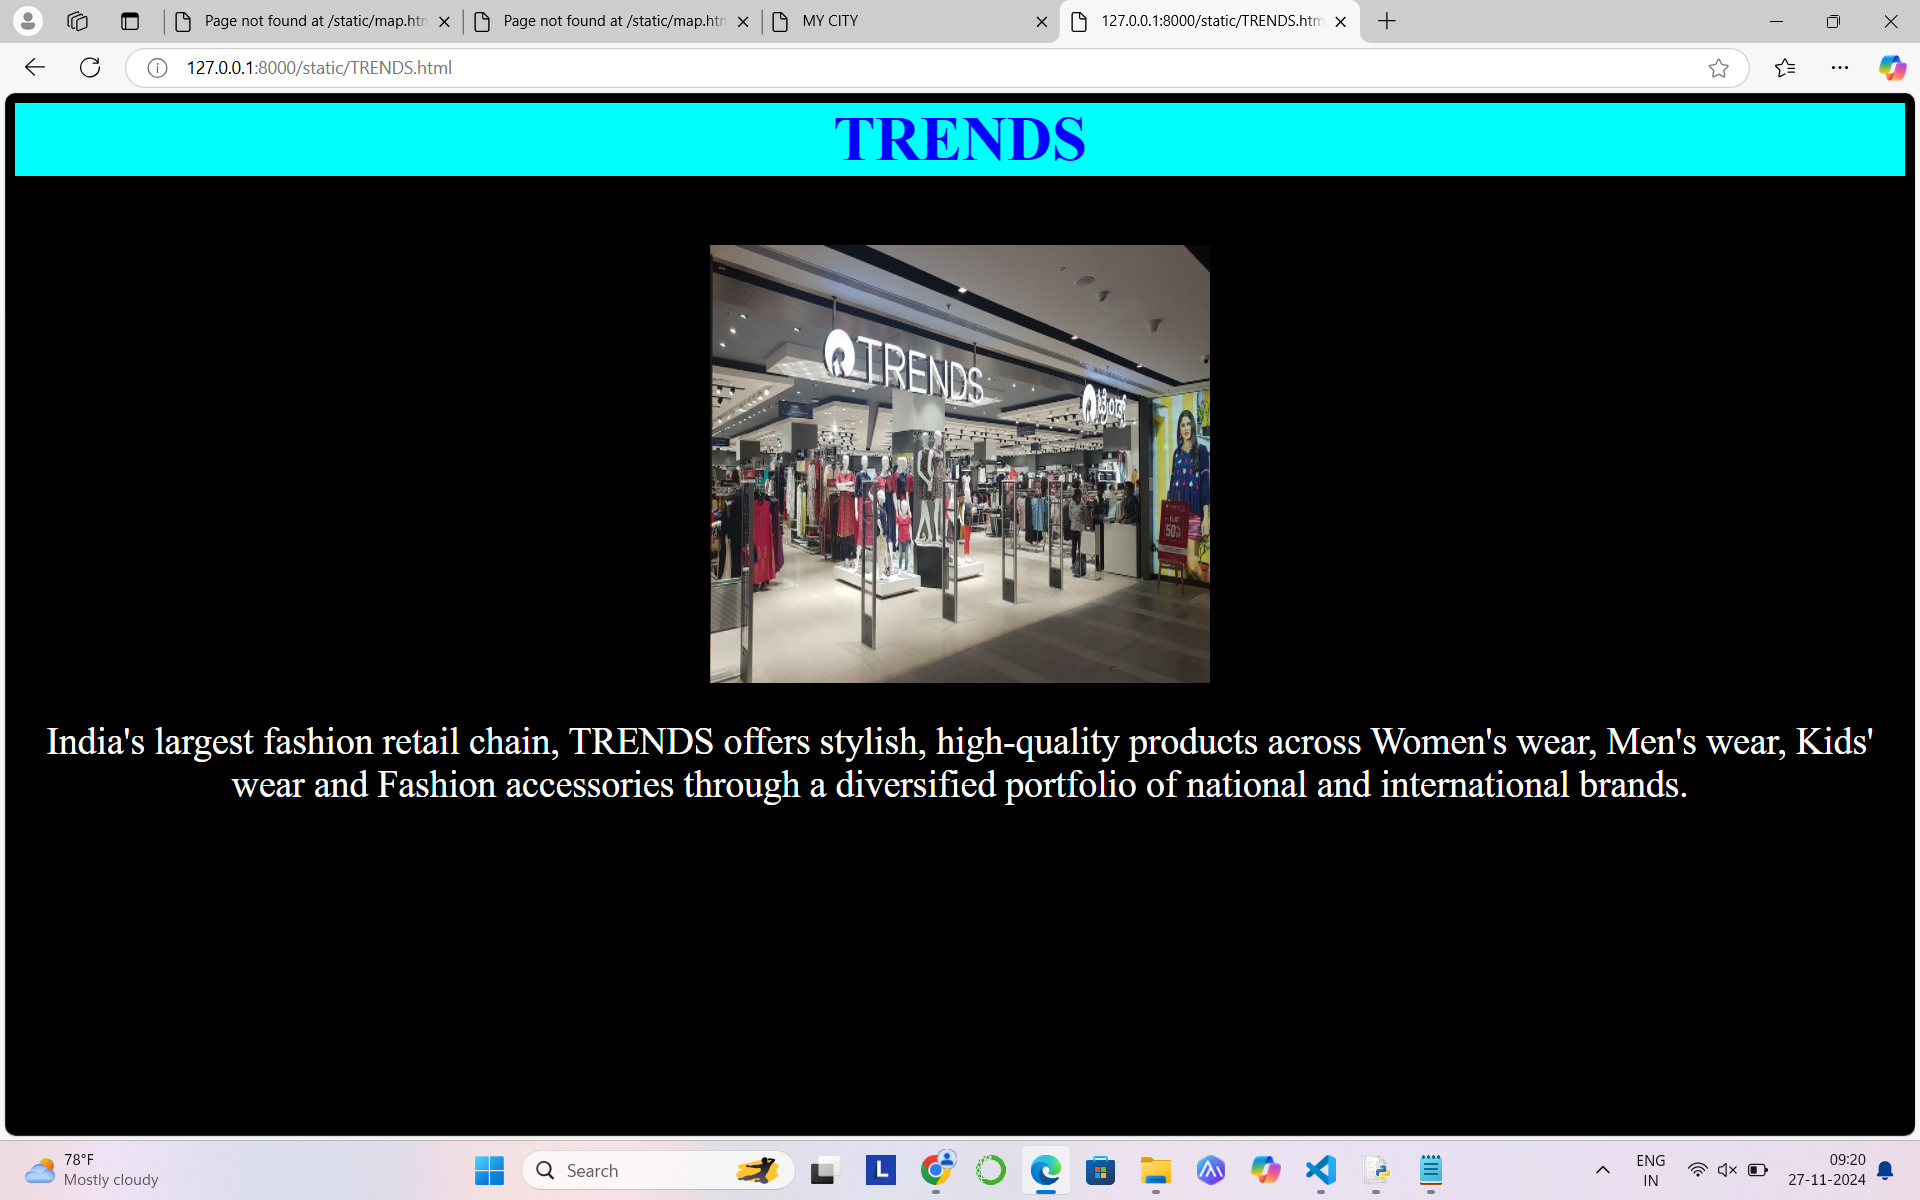 Page not found at /static/map.htm
Page not found at /static/map.htm
MY CITY
127.0.0.1:8000/static/TRENDS.htm
127.0.0.1:8000/static/TRENDS.html
TRENDS
TRENDS
ಟ್ರೆಂಡ್ಸ್
FLAT
50% OFF
India's largest fashion retail chain, TRENDS offers stylish, high-quality products across Women's wear, Men's wear, Kids'
wear and Fashion accessories through a diversified portfolio of national and international brands.
78°F
Mostly cloudy
Search
L
ENG
IN
09:20
27-11-2024